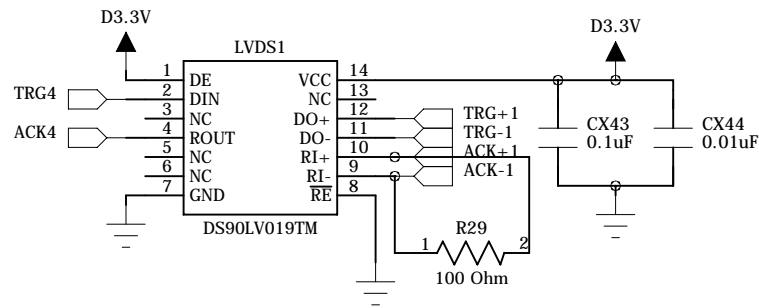 D3.3V
D3.3V
LVDS1
1 DE VCC 14
TRG4 2 DIN NC 13
3 NC DO+ 12 TRG+1
ACK4 4 ROUT DO- 11 TRG-1
5 NC RI+ 10 ACK+1
6 NC RI- 9 ACK-1
7 GND RE 8
DS90LV019TM
CX43
0.1uF
CX44
0.01uF
R29
1 2
100 Ohm